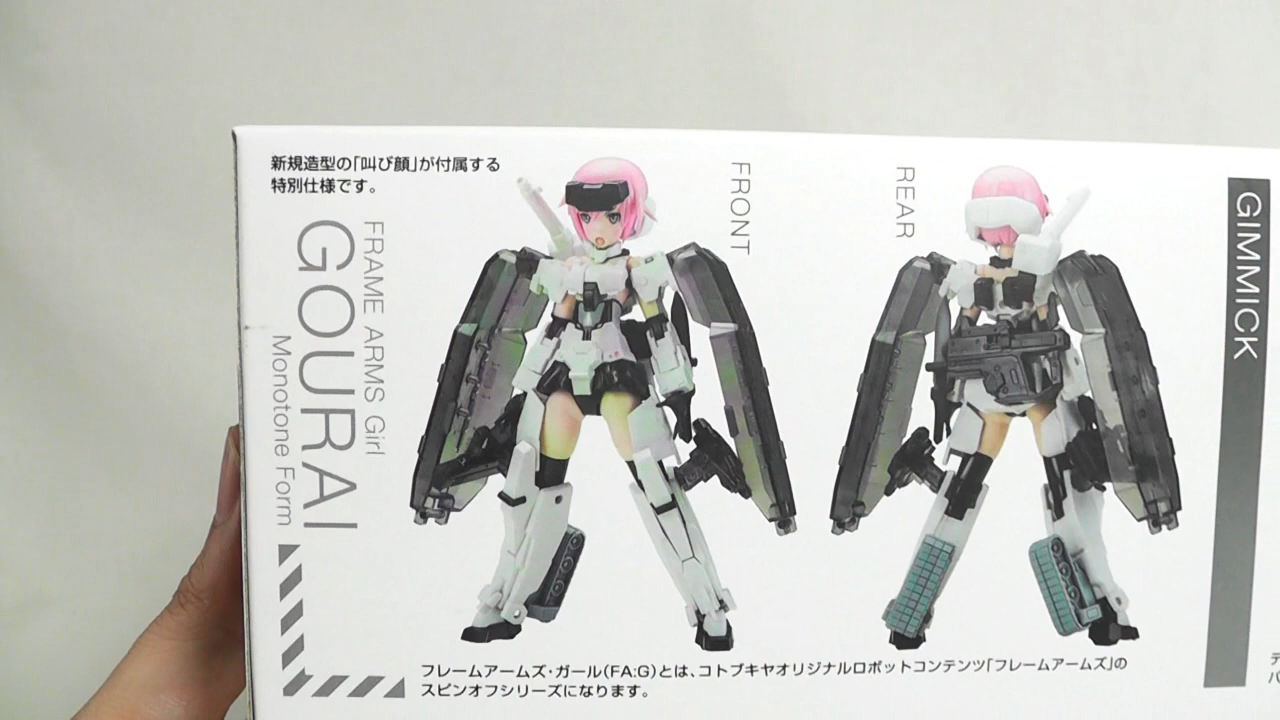 新規造型の「叫び顔」が付属する
特別仕様です。
FRAME ARMS Girl
GOURAI
Monotone Form
FRONT
REAR
GIMMICK
フレームアームズ・ガール(FA:G)とは、コトブキヤオリジナルロボットコンテンツ「フレームアームズ」の
スピンオフシリーズになります。